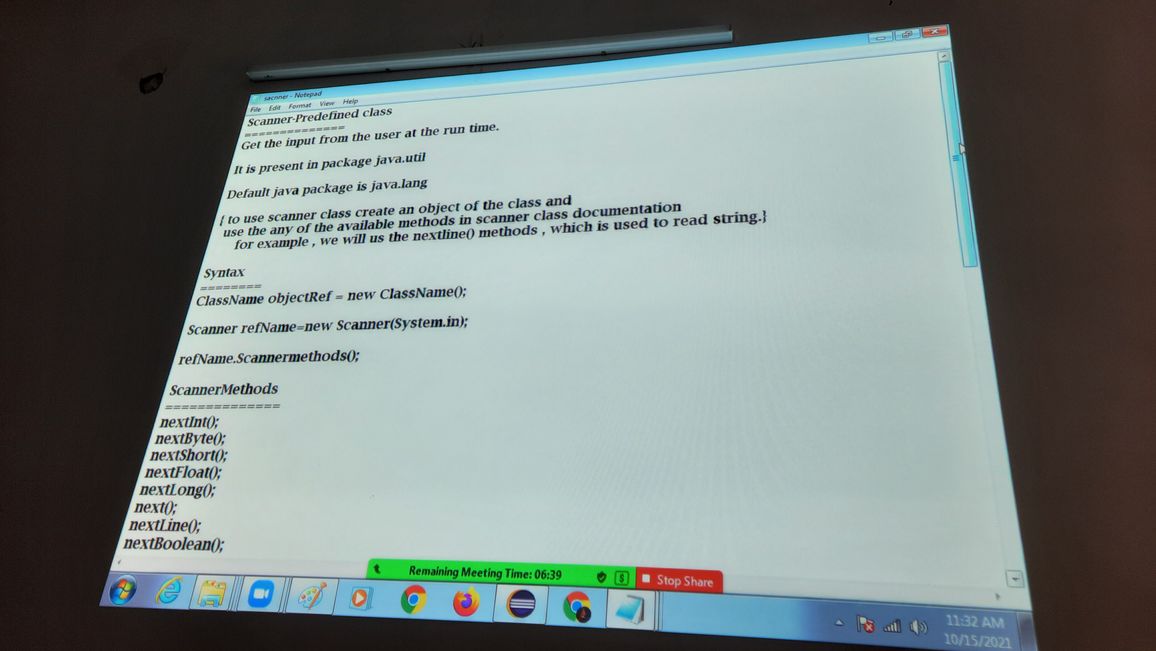 sacnner - Notepad
File Edit Format View Help
Scanner-Predefined class
==============
Get the input from the user at the run time.
It is present in package java.util
Default java package is java.lang
{ to use scanner class create an object of the class and
use the any of the available methods in scanner class documentation
for example , we will us the nextline() methods , which is used to read string.}
Syntax
========
ClassName objectRef = new ClassName();
Scanner refName=new Scanner(System.in);
refName.Scannermethods();
ScannerMethods
==============
nextInt();
nextByte();
nextShort();
nextFloat();
nextLong();
next();
nextLine();
nextBoolean();
Remaining Meeting Time: 06:39
Stop Share
11:32 AM
10/15/2021